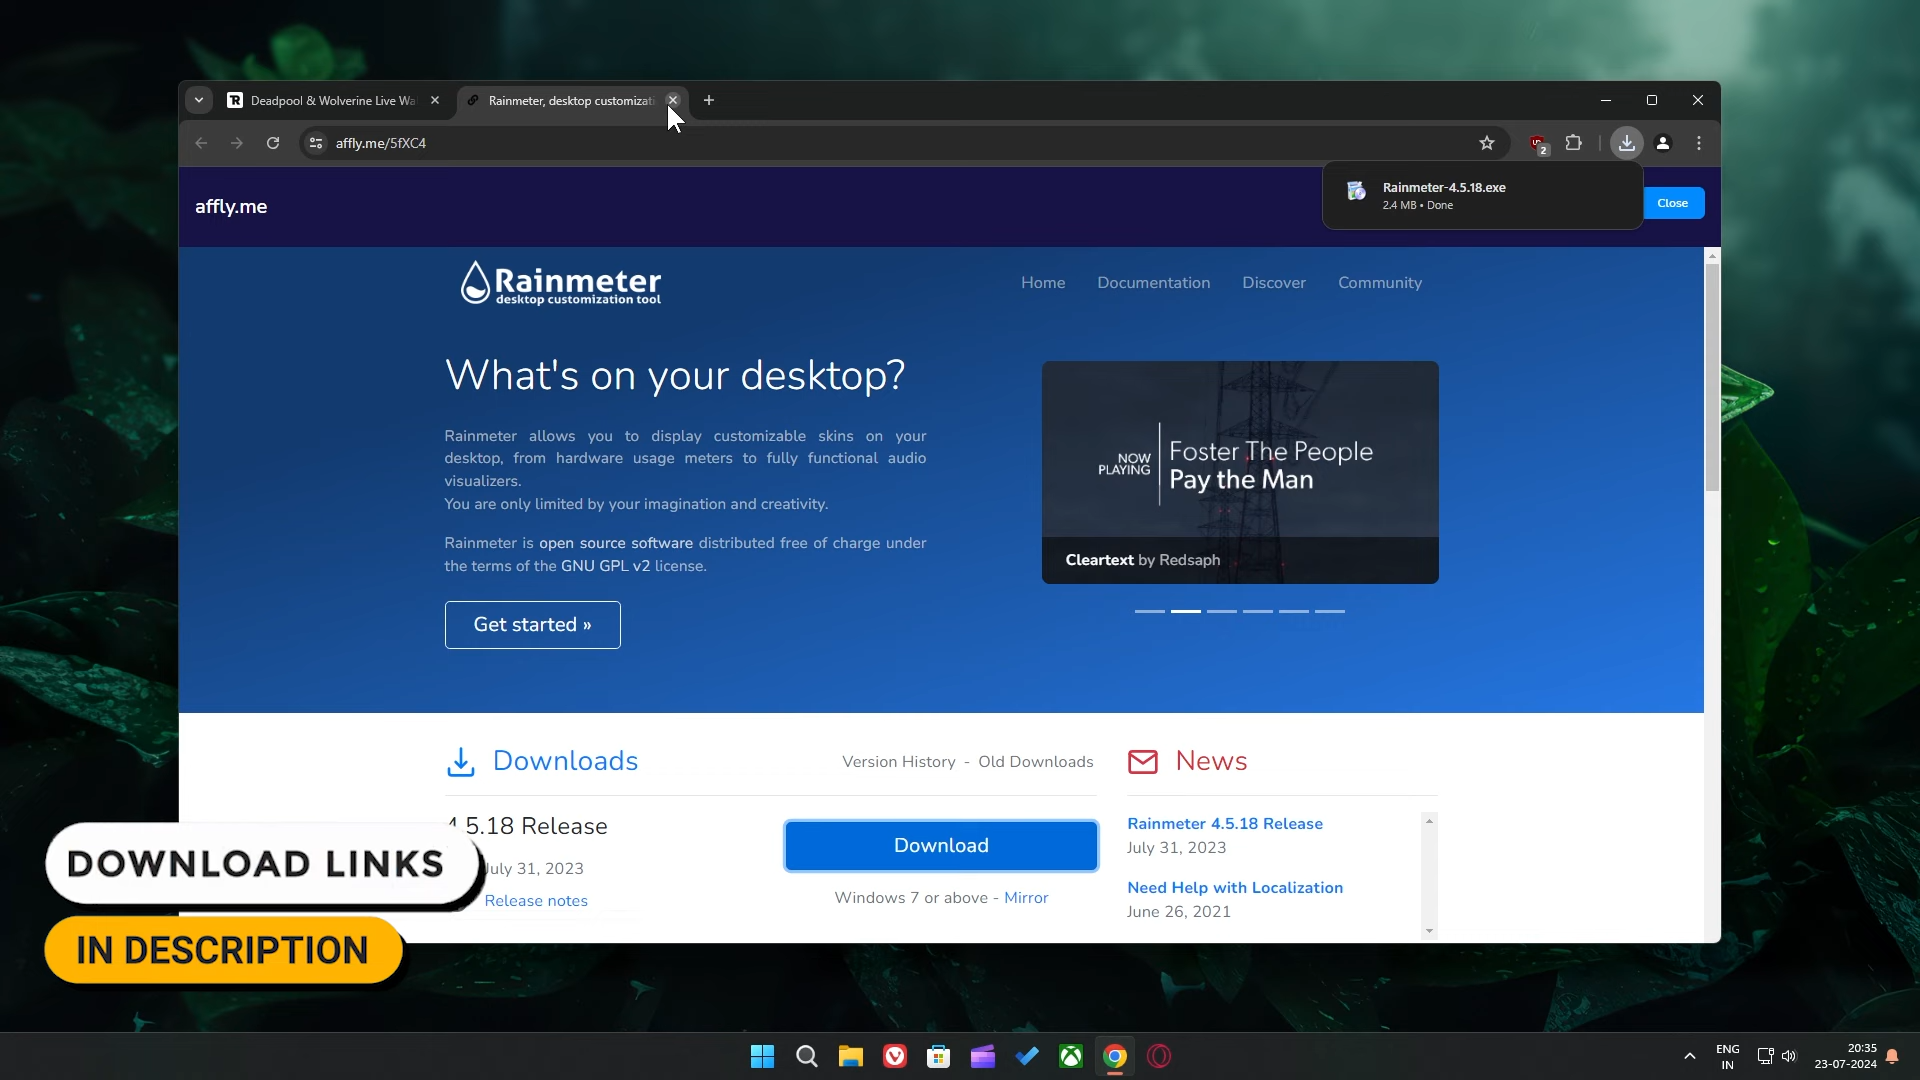 Deadpool & Wolverine Live Wa
Rainmeter, desktop customizati
affly.me/5fXC4
2
affly.me
Rainmeter-4.5.18.exe
2.4 MB • Done
Close
Rainmeter
desktop customization tool
Home
Documentation
Discover
Community
What's on your desktop?
Rainmeter allows you to display customizable skins on your
desktop, from hardware usage meters to fully functional audio
visualizers.
You are only limited by your imagination and creativity.
Rainmeter is open source software distributed free of charge under
the terms of the GNU GPL v2 license.
Get started »
NOW
PLAYING
Foster The People
Pay the Man
Cleartext by Redsaph
Downloads
Version History - Old Downloads
4.5.18 Release
July 31, 2023
Release notes
Download
Windows 7 or above - Mirror
News
Rainmeter 4.5.18 Release
July 31, 2023
Need Help with Localization
June 26, 2021
DOWNLOAD LINKS
IN DESCRIPTION
ENG
IN
20:35
23-07-2024